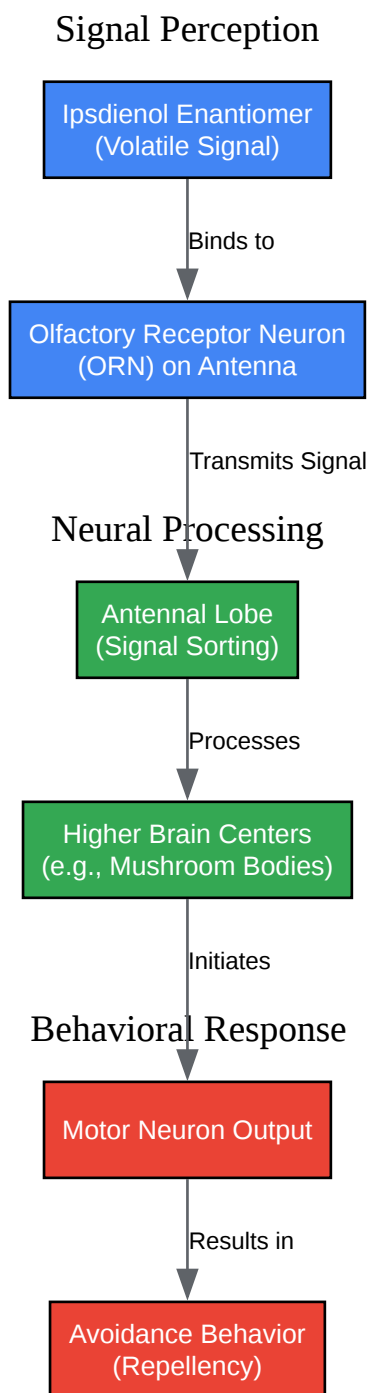 Signal Perception
Ipsdienol Enantiomer
(Volatile Signal)
Binds to
Olfactory Receptor Neuron
(ORN) on Antenna
Transmits Signal
Neural Processing
Antennal Lobe
(Signal Sorting)
Processes
Higher Brain Centers
(e.g., Mushroom Bodies)
Initiates
Behavioral Response
Motor Neuron Output
Results in
Avoidance Behavior
(Repellency)